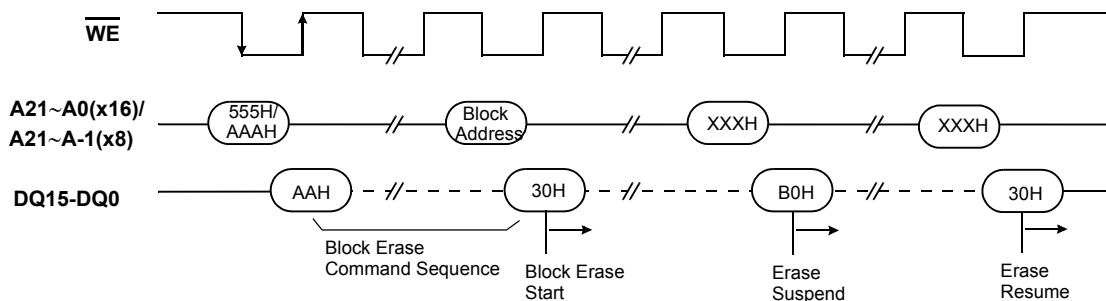 WE
A21~A0(x16)/
A21~A-1(x8)
555H/
AAAH
Block
Address
XXXH
XXXH
DQ15-DQ0
AAH
30H
B0H
30H
Block Erase
Command Sequence
Block Erase
Start
Erase
Suspend
Erase
Resume